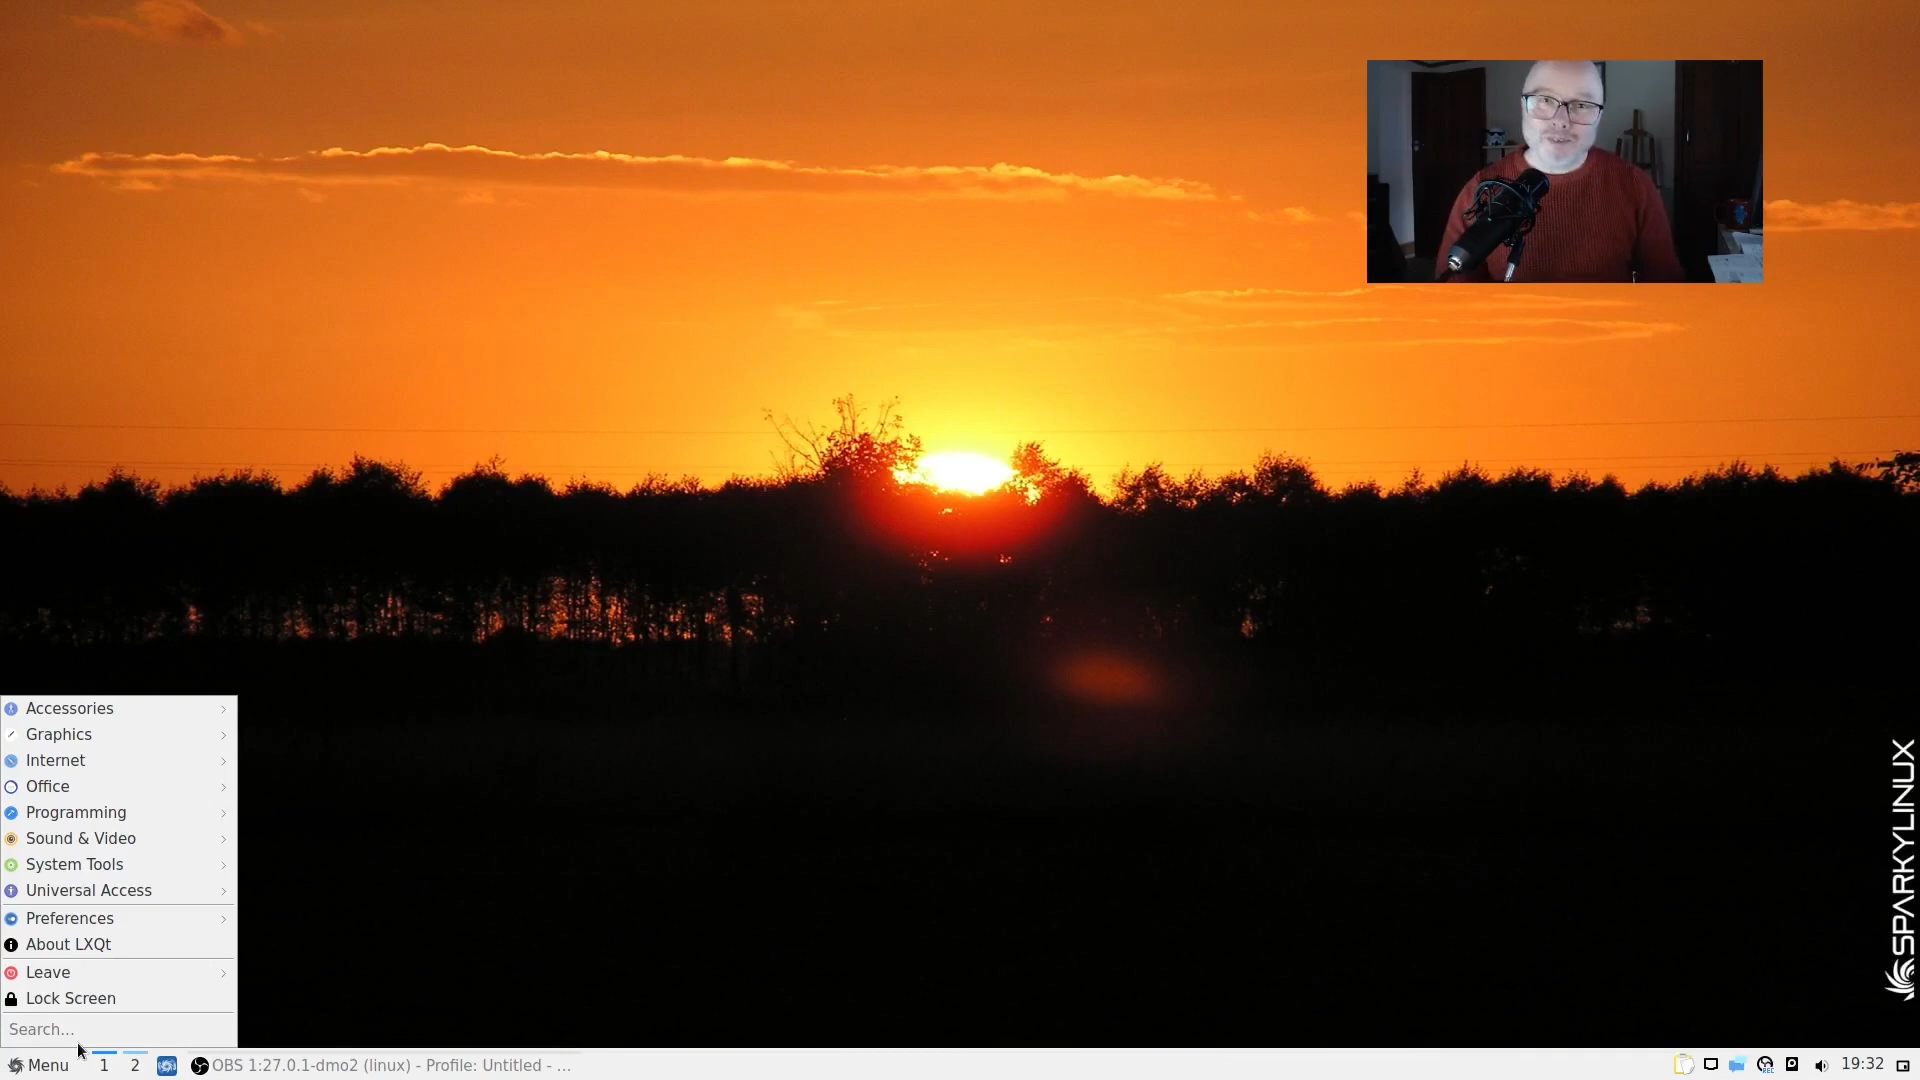 Accessories
Graphics
Internet
Office
Programming
Sound & Video
System Tools
Universal Access
Preferences
About LXQt
Leave
Lock Screen
Search...
SPARKYLINUX
Menu
1
2
OBS 1:27.0.1-dmo2 (linux) - Profile: Untitled - ...
REC
19:32